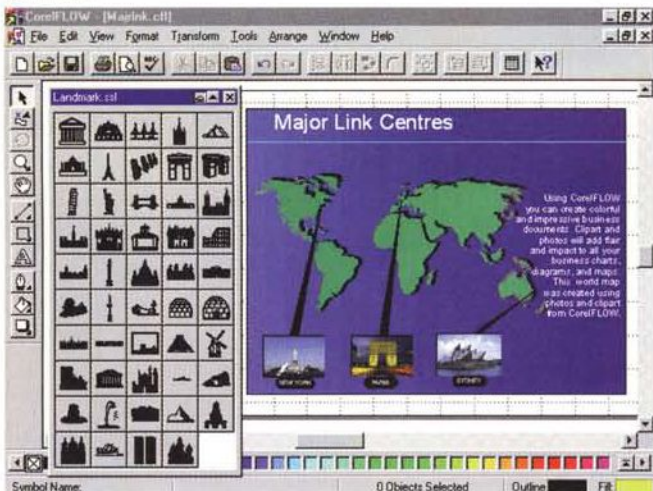 CorelFLOW - [Majrlink.cfl]
File Edit View Format Transform Tools Arrange Window Help
Landmark.csl
Major Link Centres
Using CorelFLOW
you can create colorful
and impressive business
documents. Clipart and
photos will add flair
and impact to all your
business charts,
diagrams, and maps.
This world map
was created using
photos and clipart
from CorelFLOW.
NEW YORK
PARIS
SYDNEY
Symbol Name:
0 Objects Selected
Outline
Fill: